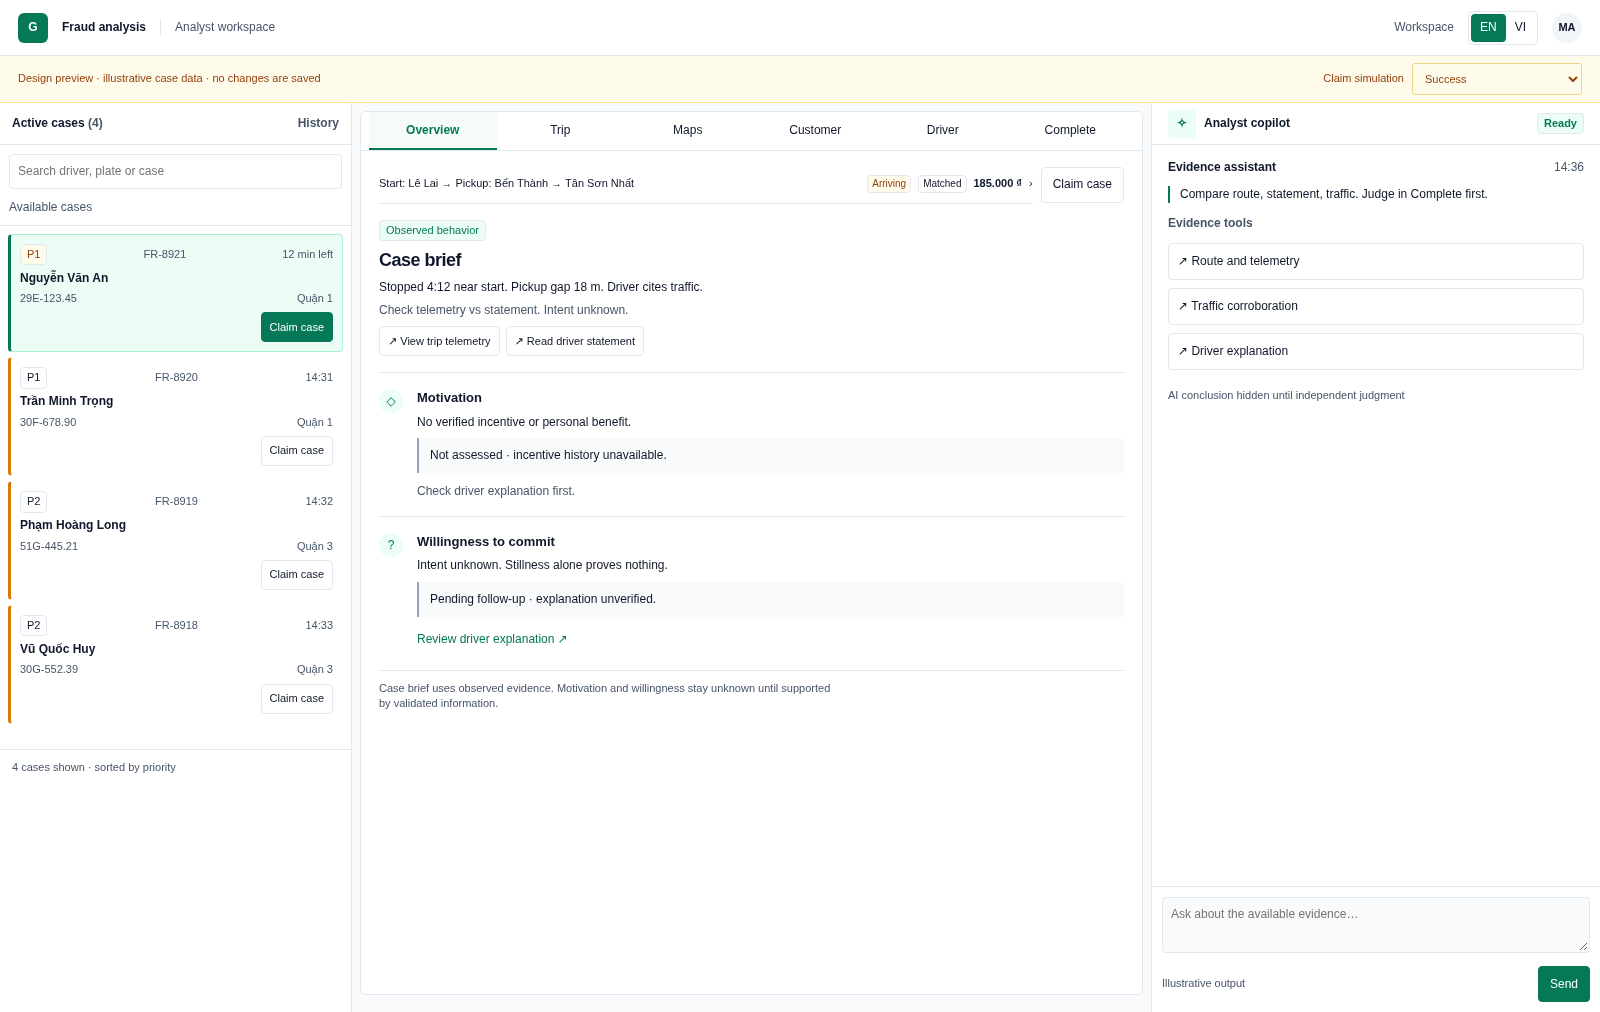 G Fraud analysis Analyst workspace Workspace EN VI MA
Design preview · illustrative case data · no changes are saved Claim simulation Success
Active cases (4) History
Search driver, plate or case
Available cases
P1 FR-8921 12 min left
Nguyễn Văn An
29E-123.45 Quận 1
Claim case
P1 FR-8920 14:31
Trần Minh Trọng
30F-678.90 Quận 1
Claim case
P2 FR-8919 14:32
Phạm Hoàng Long
51G-445.21 Quận 3
Claim case
P2 FR-8918 14:33
Vũ Quốc Huy
30G-552.39 Quận 3
Claim case
4 cases shown · sorted by priority
Overview Trip Maps Customer Driver Complete
Start: Lê Lai → Pickup: Bến Thành → Tân Sơn Nhất Arriving Matched 185.000 ₫ › Claim case
Observed behavior
Case brief
Stopped 4:12 near start. Pickup gap 18 m. Driver cites traffic.
Check telemetry vs statement. Intent unknown.
↗ View trip telemetry ↗ Read driver statement
◇ Motivation
No verified incentive or personal benefit.
Not assessed · incentive history unavailable.
Check driver explanation first.
? Willingness to commit
Intent unknown. Stillness alone proves nothing.
Pending follow-up · explanation unverified.
Review driver explanation ↗
Case brief uses observed evidence. Motivation and willingness stay unknown until supported
by validated information.
✧ Analyst copilot Ready
Evidence assistant 14:36
Compare route, statement, traffic. Judge in Complete first.
Evidence tools
↗ Route and telemetry
↗ Traffic corroboration
↗ Driver explanation
AI conclusion hidden until independent judgment
Ask about the available evidence…
Illustrative output Send